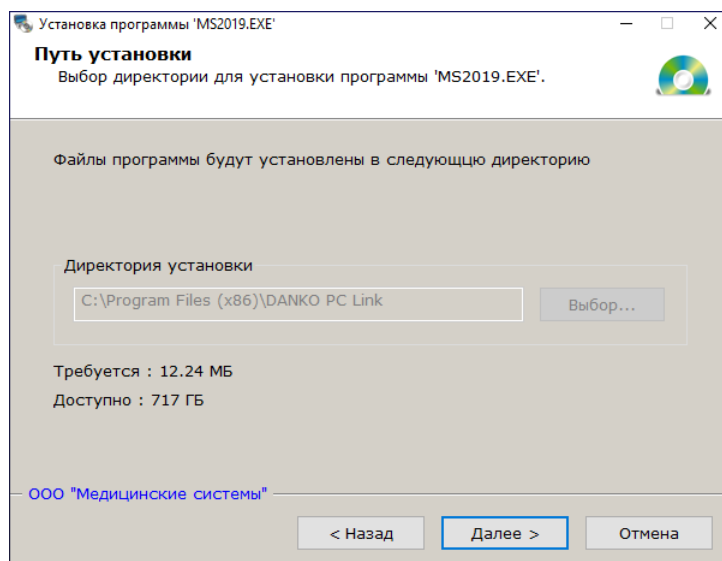 Установка программы 'MS2019.EXE'
Путь установки
Выбор директории для установки программы 'MS2019.EXE'.
Файлы программы будут установлены в следующцю директорию
Директория установки
C:\Program Files (x86)\DANKO PC Link
Выбор...
Требуется : 12.24 МБ
Доступно : 717 ГБ
ООО "Медицинские системы"
< Назад
Далее >
Отмена